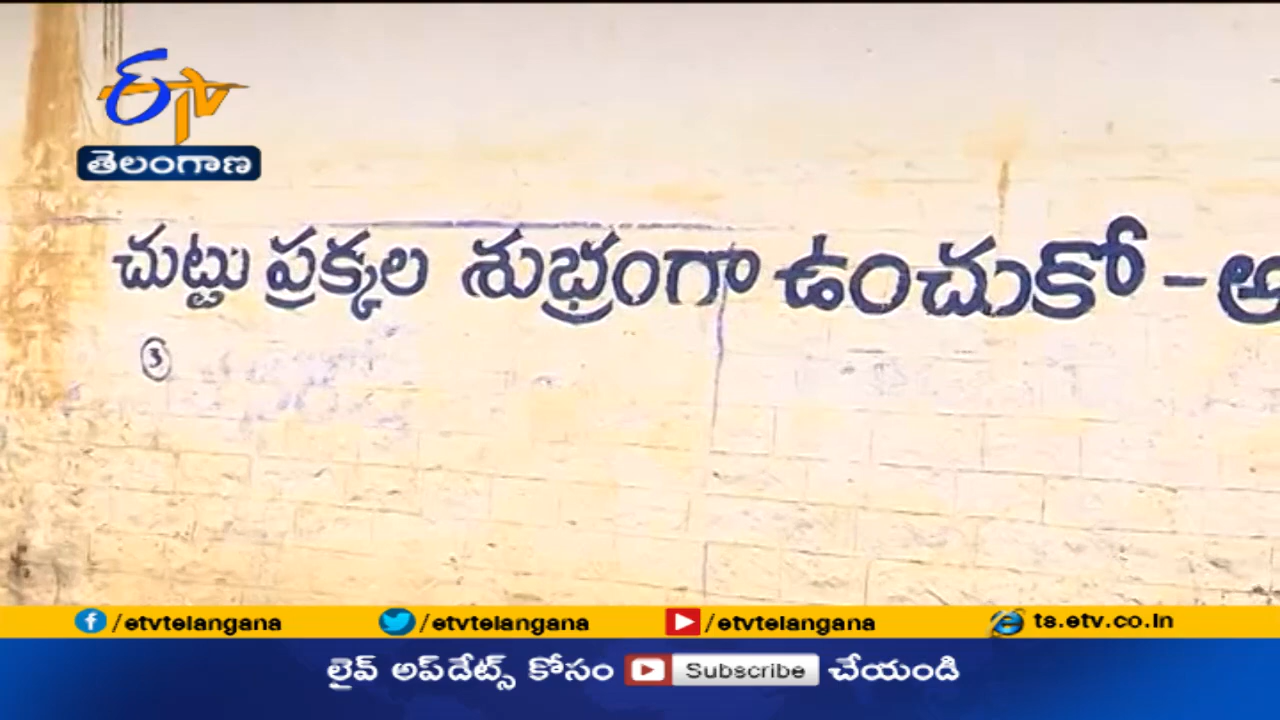 ETV
తెలంగాణ
చుట్టు ప్రక్కల శుభ్రంగా ఉంచుకో -
3
/etvtelangana /etvtelangana /etvtelangana ts.etv.co.in
లైవ్ అప్‌డేట్స్ కోసం Subscribe చేయండి